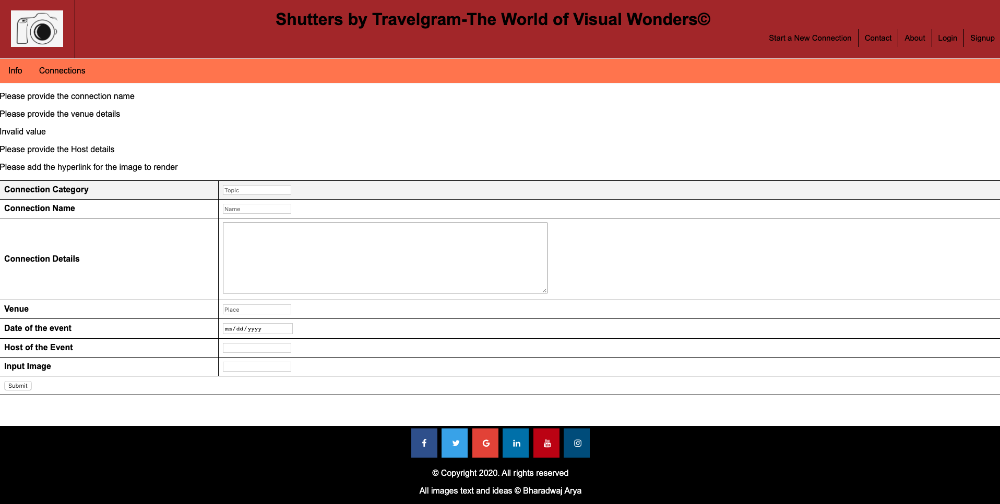 Shutters by Travelgram-The World of Visual Wonders©
Start a New Connection
Contact
About
Login
Signup
Info
Connections
Please provide the connection name
Please provide the venue details
Invalid value
Please provide the Host details
Please add the hyperlink for the image to render
Connection Category
Topic
Connection Name
Name
Connection Details
Venue
Place
Date of the event
mm/dd/yyyy
Host of the Event
Input Image
Submit
You Tube
© Copyright 2020. All rights reserved
All images text and ideas © Bharadwaj Arya